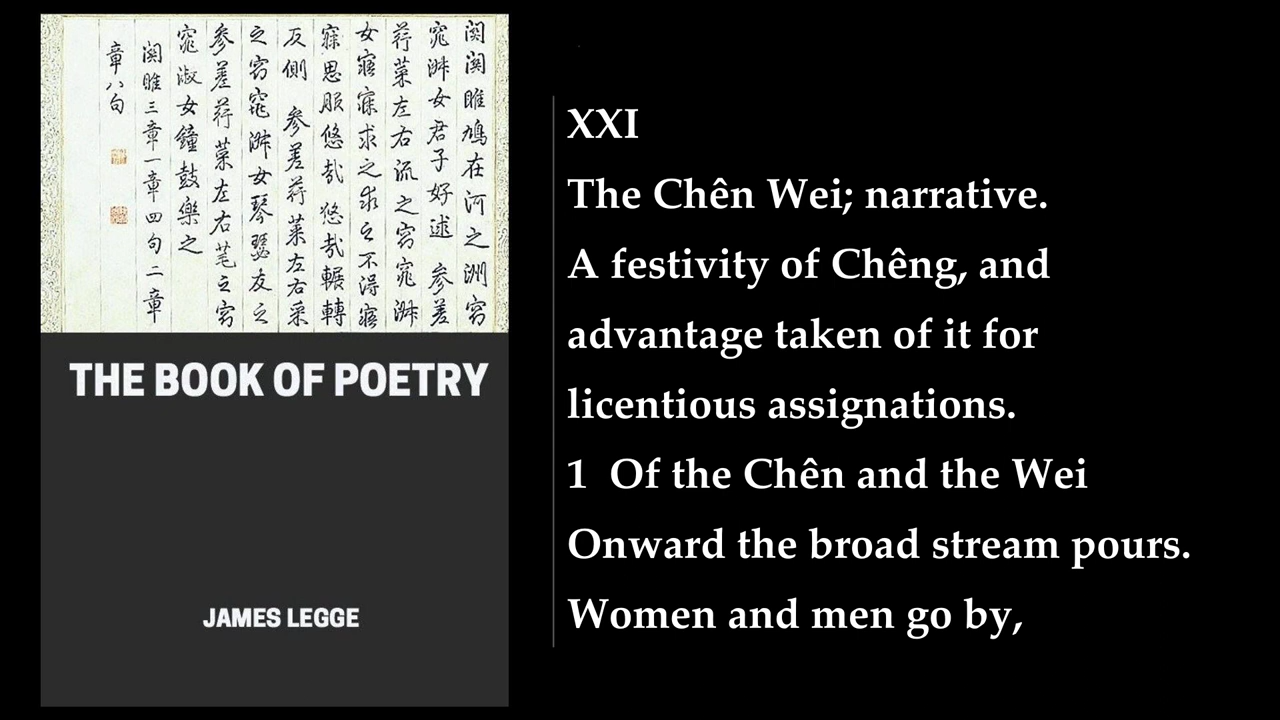 關關雎鳩在河之洲窈
窕淑女君子好逑 參差
荇菜左右流之窈窕淑
女寤寐求之求之不得寤
寐思服悠哉悠哉輾轉
反側 參差荇菜左右采
之窈窕淑女琴瑟友之
參差荇菜左右芼之窈
窕淑女鐘鼓樂之
關雎三章一章四句二章
章八句
THE BOOK OF POETRY
JAMES LEGGE
XXI
The Chên Wei; narrative.
A festivity of Chêng, and
advantage taken of it for
licentious assignations.
1 Of the Chên and the Wei
Onward the broad stream pours.
Women and men go by,